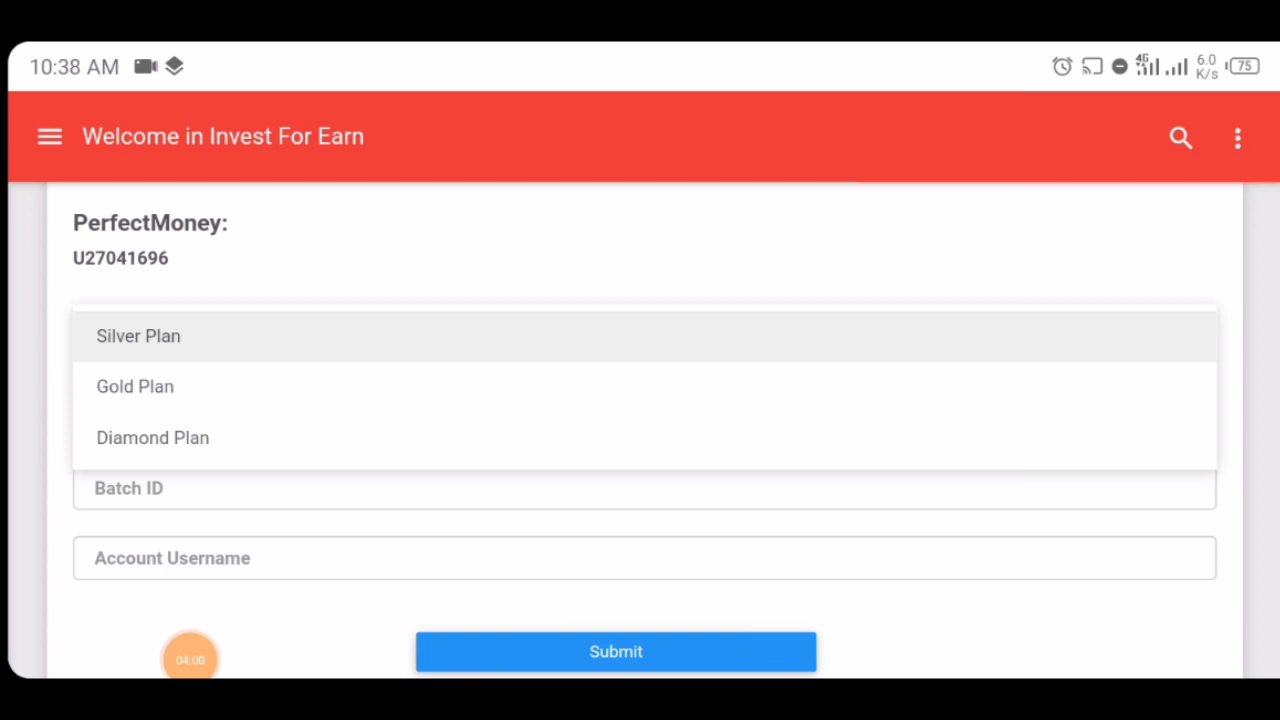 10:38 AM
4G 6.0 K/s 75
Welcome in Invest For Earn
PerfectMoney:
U27041696
Silver Plan
Gold Plan
Diamond Plan
Batch ID
Account Username
04:00
Submit